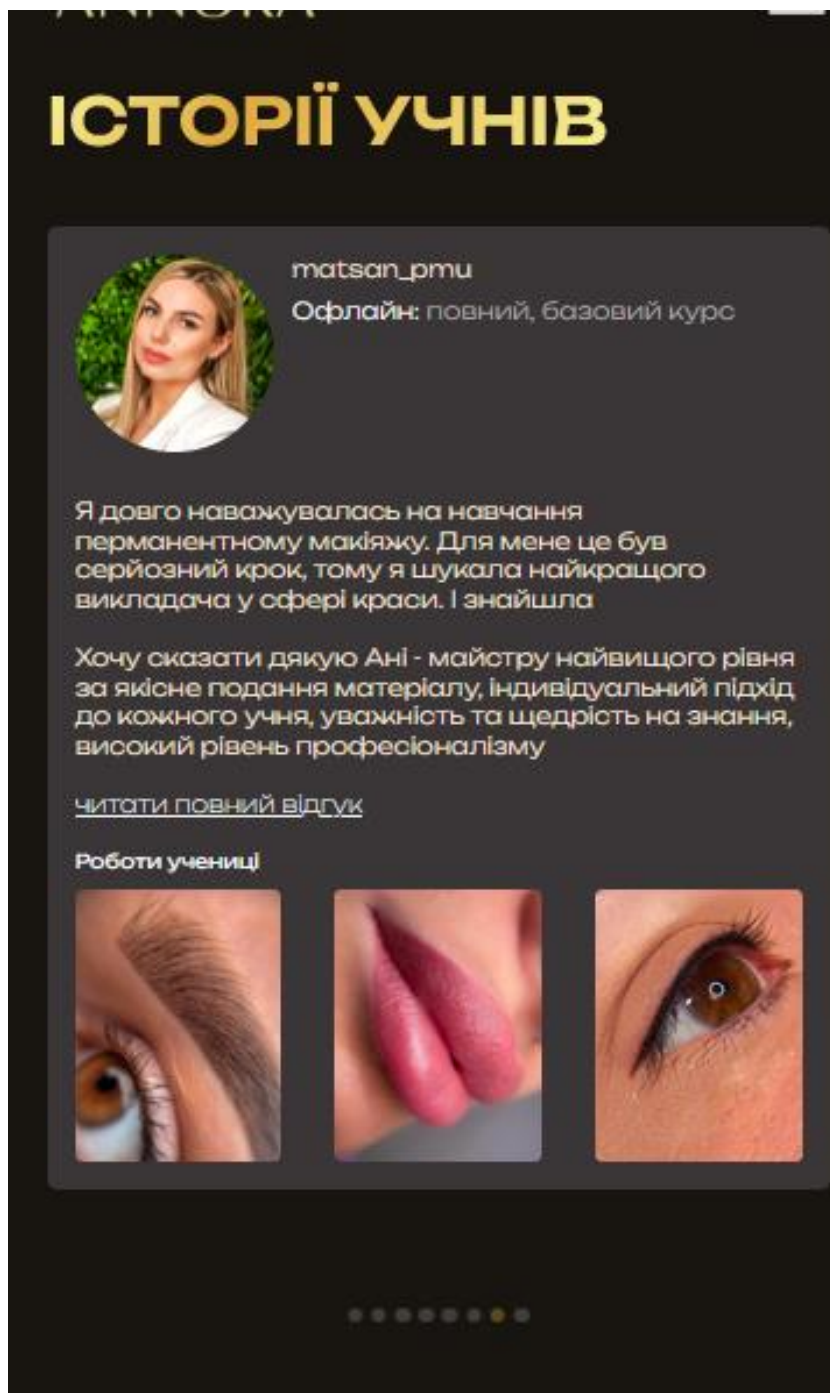 ІСТОРІЇ УЧНІВ
matsan_pmu
Офлайн: повний, базовий курс
Я довго наважувалась на навчання
перманентному макіяжу. Для мене це був
серйозний крок, тому я шукала найкращого
викладача у сфері краси. І знайшла
Хочу сказати дякую Ані - майстру найвищого рівня
за якісне подання матеріалу, індивідуальний підхід
до кожного учня, уважність та щедрість на знання,
високий рівень професіоналізму
читати повний відгук
Роботи учениці